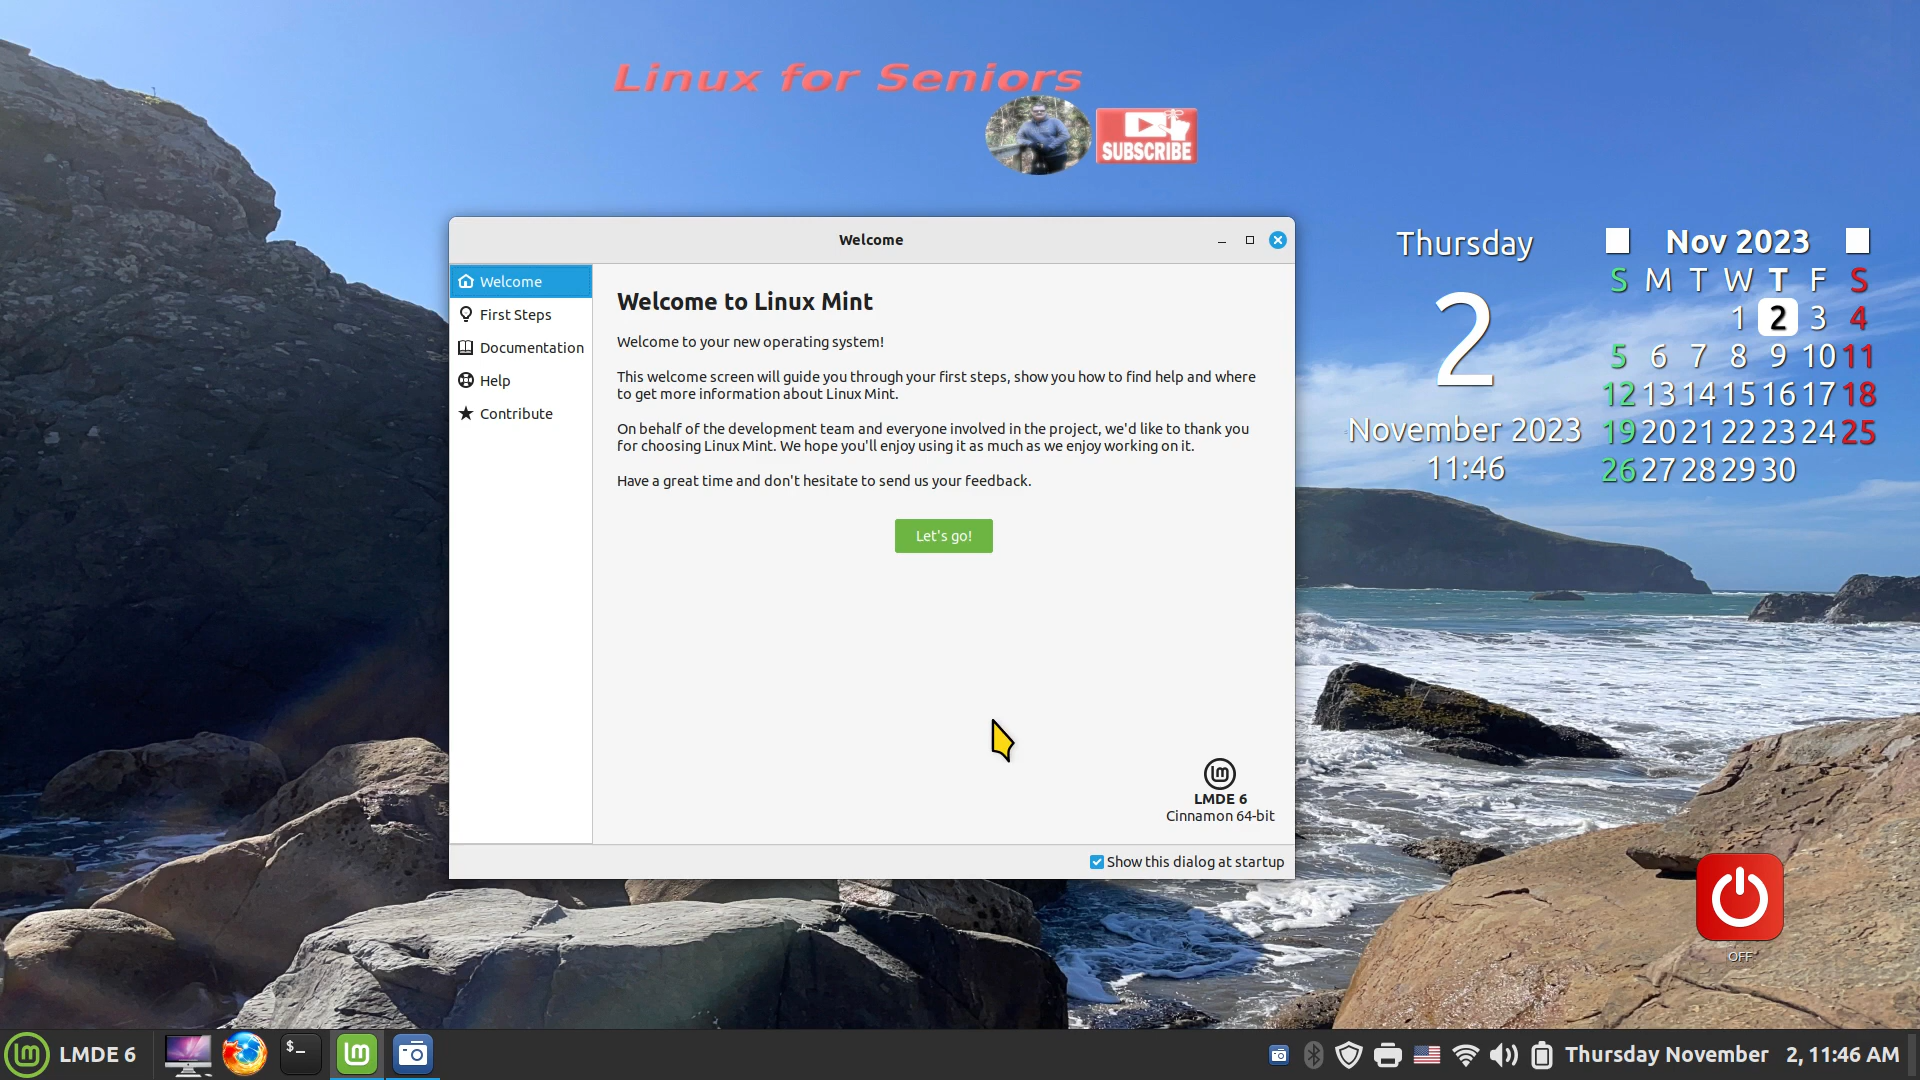 Linux for Seniors
SUBSCRIBE
Welcome
Welcome
First Steps
Documentation
Help
Contribute
Welcome to Linux Mint
Welcome to your new operating system!
This welcome screen will guide you through your first steps, show you how to find help and where
to get more information about Linux Mint.
On behalf of the development team and everyone involved in the project, we'd like to thank you
for choosing Linux Mint. We hope you'll enjoy using it as much as we enjoy working on it.
Have a great time and don't hesitate to send us your feedback.
Let's go!
LMDE 6
Cinnamon 64-bit
Show this dialog at startup
Thursday
2
November 2023
11:46
Nov 2023
S M T W T F S
1 2 3 4
5 6 7 8 9 10 11
12 13 14 15 16 17 18
19 20 21 22 23 24 25
26 27 28 29 30
OFF
LMDE 6
$_
Thursday November 2, 11:46 AM